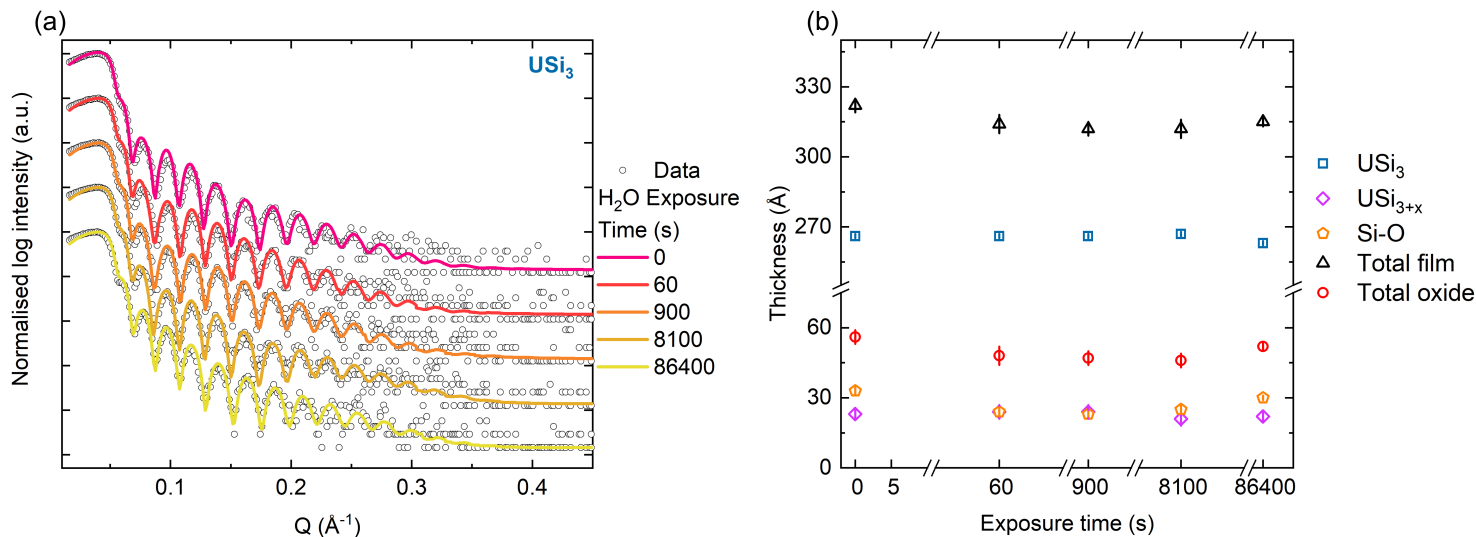 (a)
USi₃
Normalised log intensity (a.u.)
0.1 0.2 0.3 0.4
Q (Å⁻¹)
Data
H₂O Exposure
Time (s)
0
60
900
8100
86400
(b)
330
300
270
60
30
0
Thickness (Å)
0 5 60 900 8100 86400
Exposure time (s)
USi₃
USi₃₊ₓ
Si-O
Total film
Total oxide